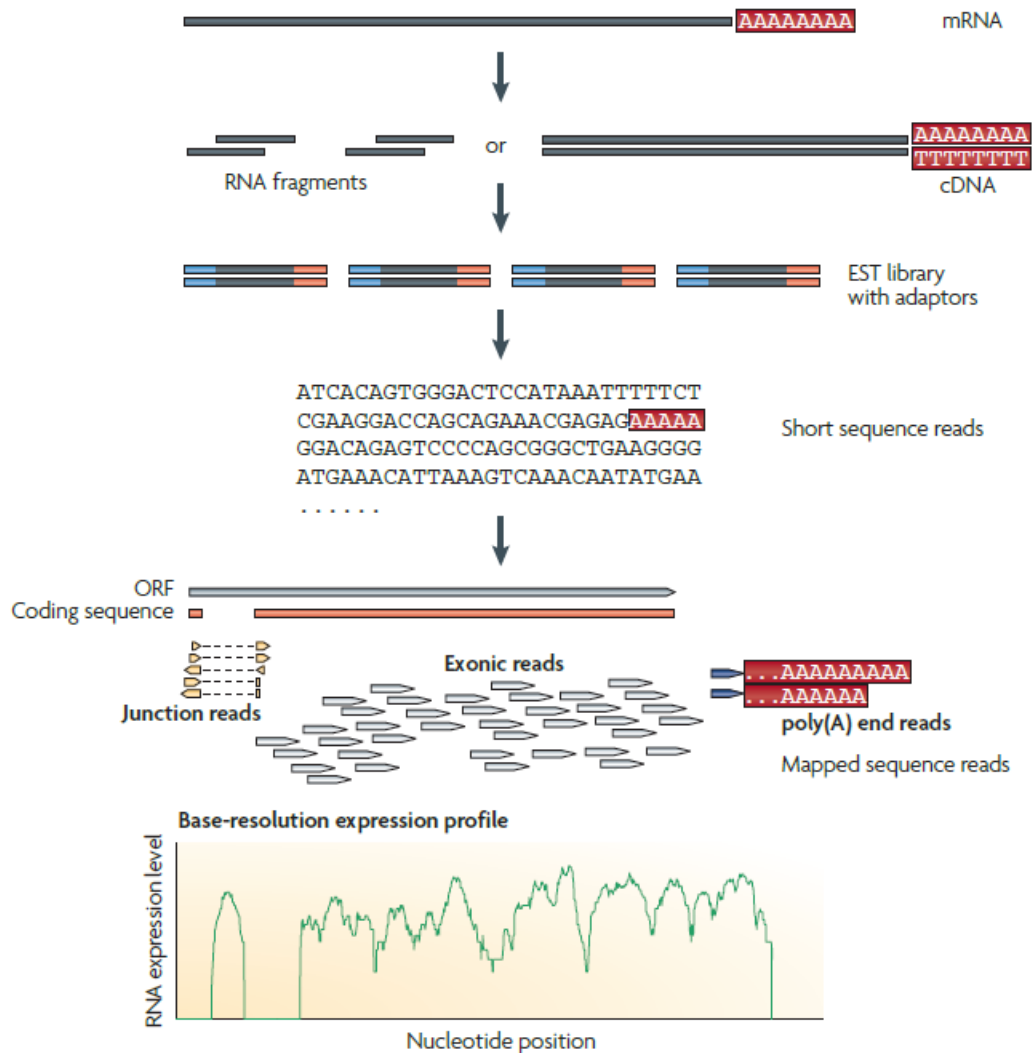 AAAAAAAA mRNA
AAAAAAAA
or
TTTTTTTT
RNA fragments
cDNA
EST library
with adaptors
ATCACAGTGGGACTCCATAAATTTTTCT
CGAAGGACCAGCAGAAACGAGAGAAAAA
Short sequence reads
GGACAGAGTCCCCAGCGGGCTGAAGGGG
ATGAAACATTAAAGTCAAACAATATGAA
......
ORF
Coding sequence
Exonic reads
...AAAAAAAAA
...AAAAAA
Junction reads
poly(A) end reads
Mapped sequence reads
Base-resolution expression profile
RNA expression level
Nucleotide position